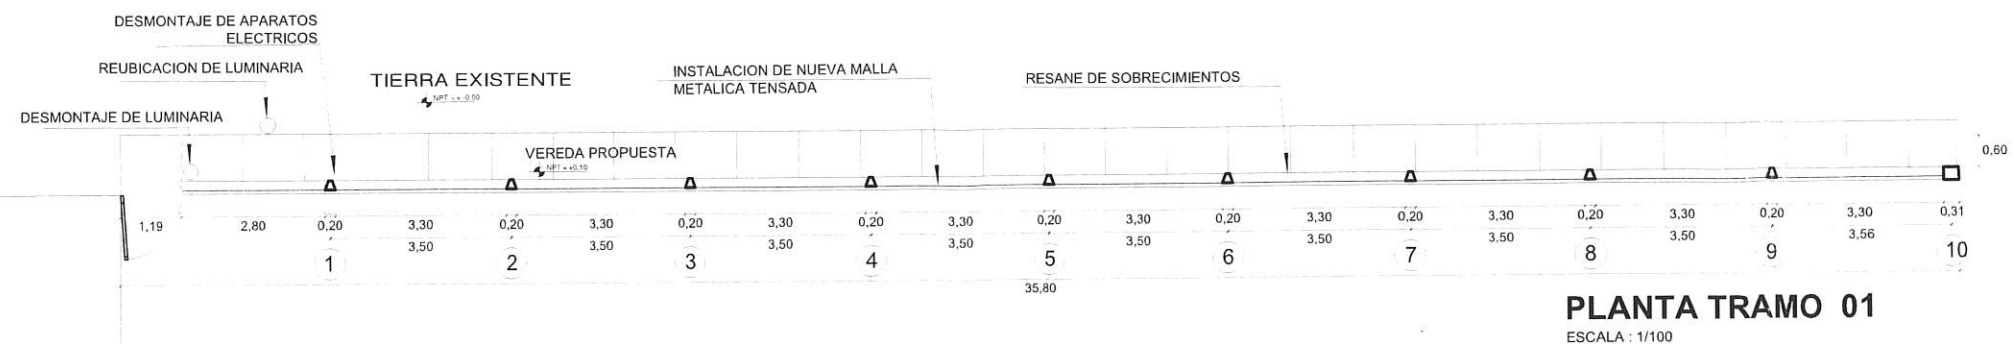 DESMONTAJE DE APARATOS
ELECTRICOS
REUBICACION DE LUMINARIA
DESMONTAJE DE LUMINARIA
TIERRA EXISTENTE
INSTALACION DE NUEVA MALLA
METALICA TENSADA
RESANE DE SOBRECIMIENTOS
VEREDA PROPUESTA
NPT = +0.10
0,60
1,19 2,80 0,20 3,30 0,20 3,30 0,20 3,30 0,20 3,30 0,20 3,30 0,20 3,30 0,20 3,30 0,20 3,30 0,20 3,30 0,31
3,50 3,50 3,50 3,50 3,50 3,50 3,50 3,50 3,56
1 2 3 4 5 6 7 8 9 10
35,80
PLANTA TRAMO 01
ESCALA : 1/100